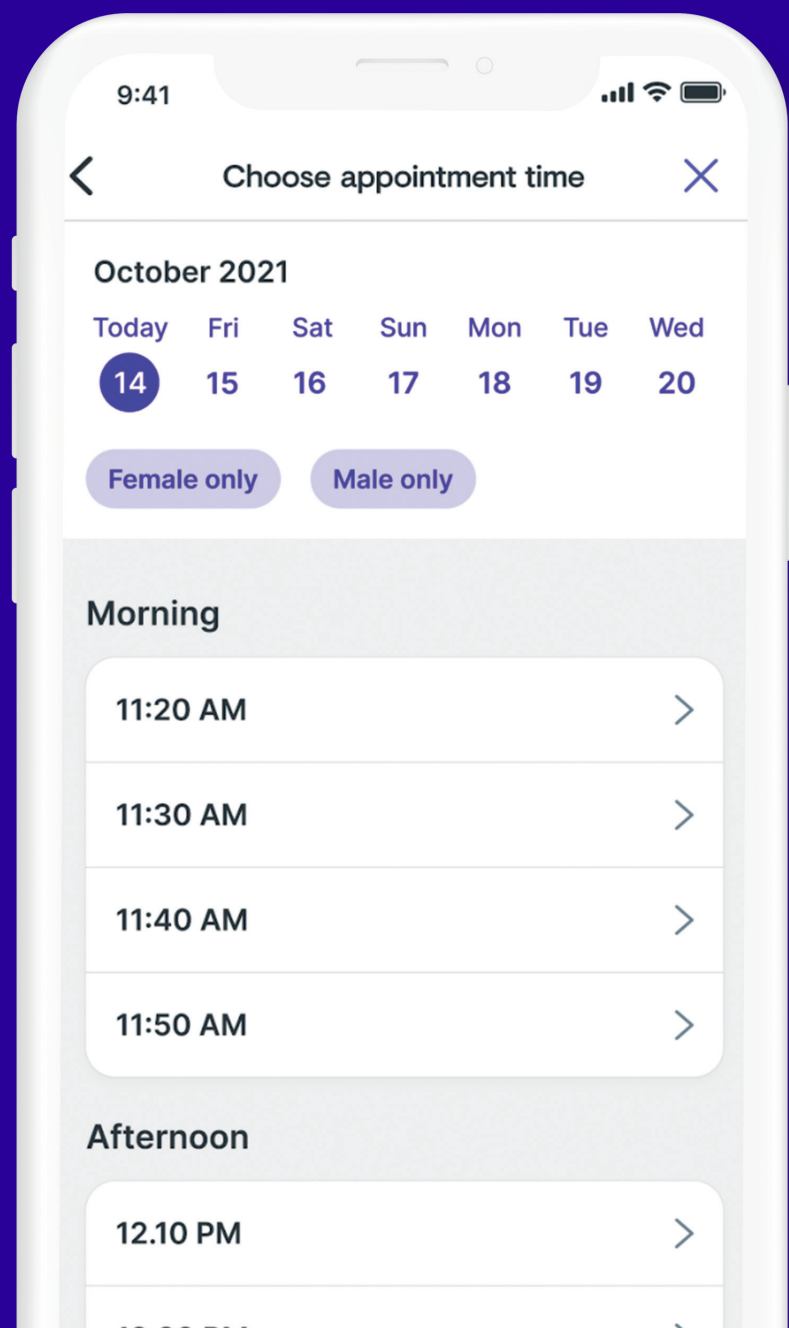 9:41
Choose appointment time
October 2021
Today Fri Sat Sun Mon Tue Wed
14 15 16 17 18 19 20
Female only Male only
Morning
11:20 AM
11:30 AM
11:40 AM
11:50 AM
Afternoon
12.10 PM